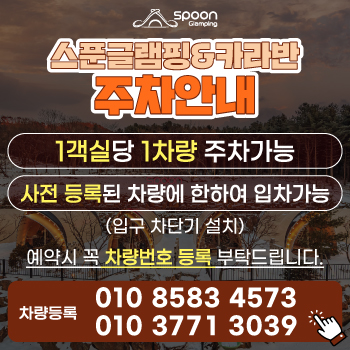 spoon
Glamping
스푼글램핑&카라반
주차안내
1객실당 1차량 주차가능
사전 등록된 차량에 한하여 입차가능
(입구 차단기 설치)
예약시 꼭 차량번호 등록 부탁드립니다.
차량등록
010 8583 4573
010 3771 3039